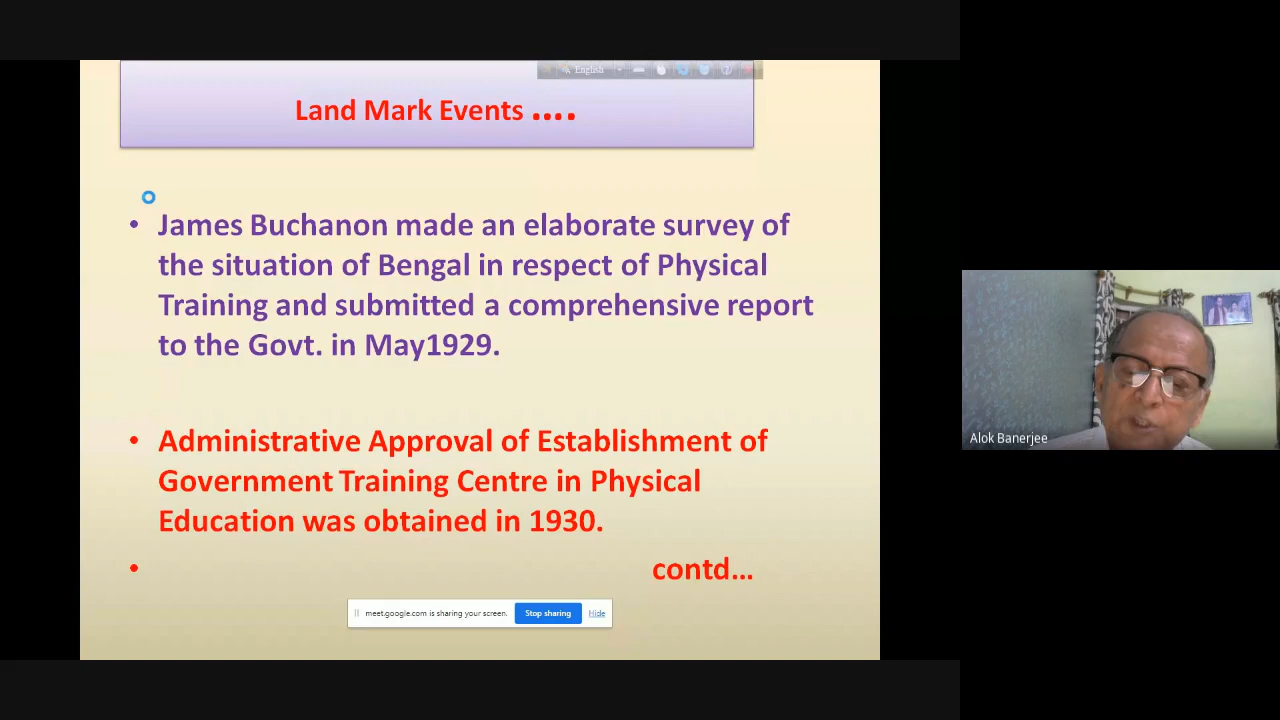 English
Land Mark Events ....
• James Buchanon made an elaborate survey of
the situation of Bengal in respect of Physical
Training and submitted a comprehensive report
to the Govt. in May1929.
• Administrative Approval of Establishment of
Government Training Centre in Physical
Education was obtained in 1930.
• contd...
meet.google.com is sharing your screen. Stop sharing Hide
Alok Banerjee